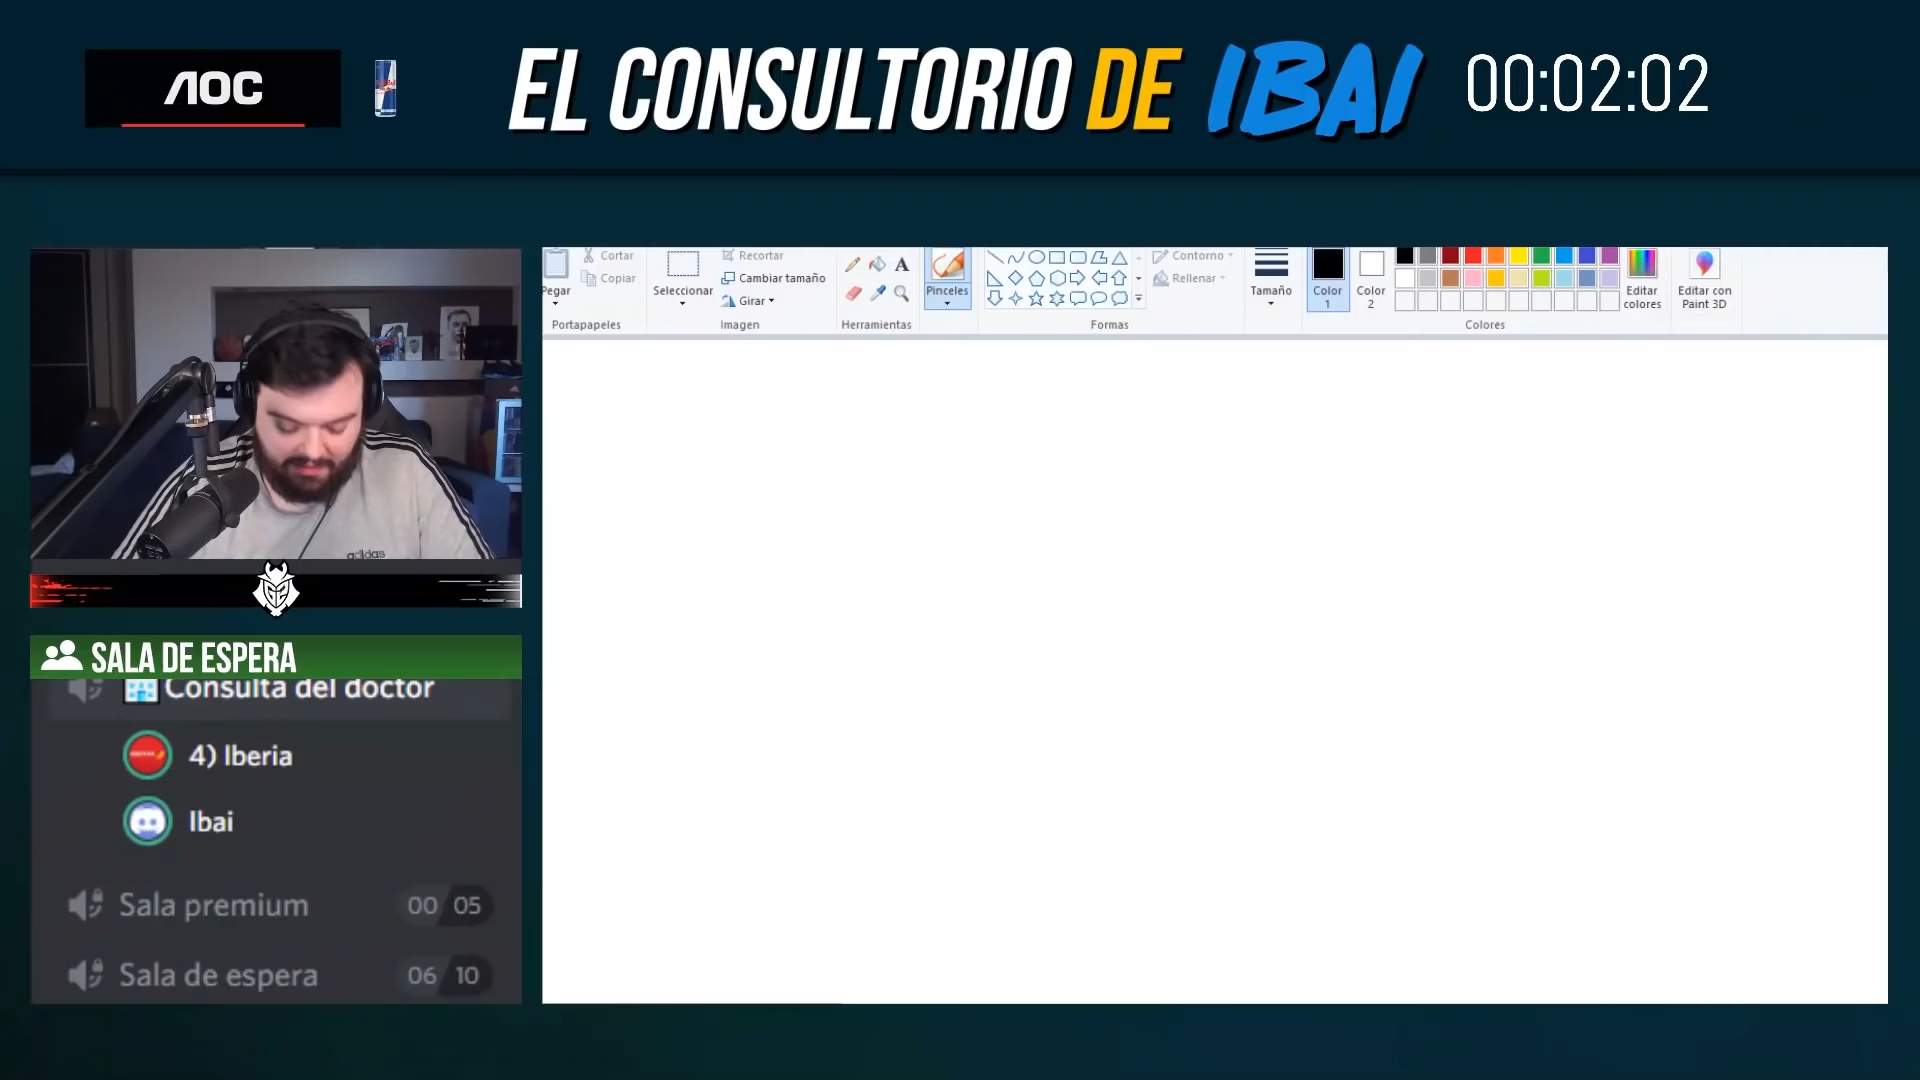 AOC
EL CONSULTORIO DE IBAI
00:02:02
Pegar
Cortar
Copiar
Portapapeles
Seleccionar
Recortar
Cambiar tamaño
Girar
Imagen
A
Herramientas
Pinceles
Formas
Contorno
Rellenar
Tamaño
Color
1
Color
2
Colores
Editar
colores
Editar con
Paint 3D
adidas
SALA DE ESPERA
Consulta del doctor
4) Iberia
Ibai
Sala premium 00 05
Sala de espera 06 10